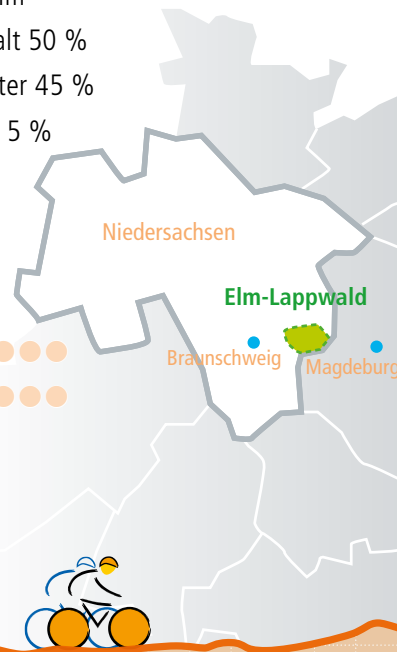 alt 50 %
ter 45 %
5 %
Niedersachsen
Elm-Lappwald
Braunschweig
Magdeburg